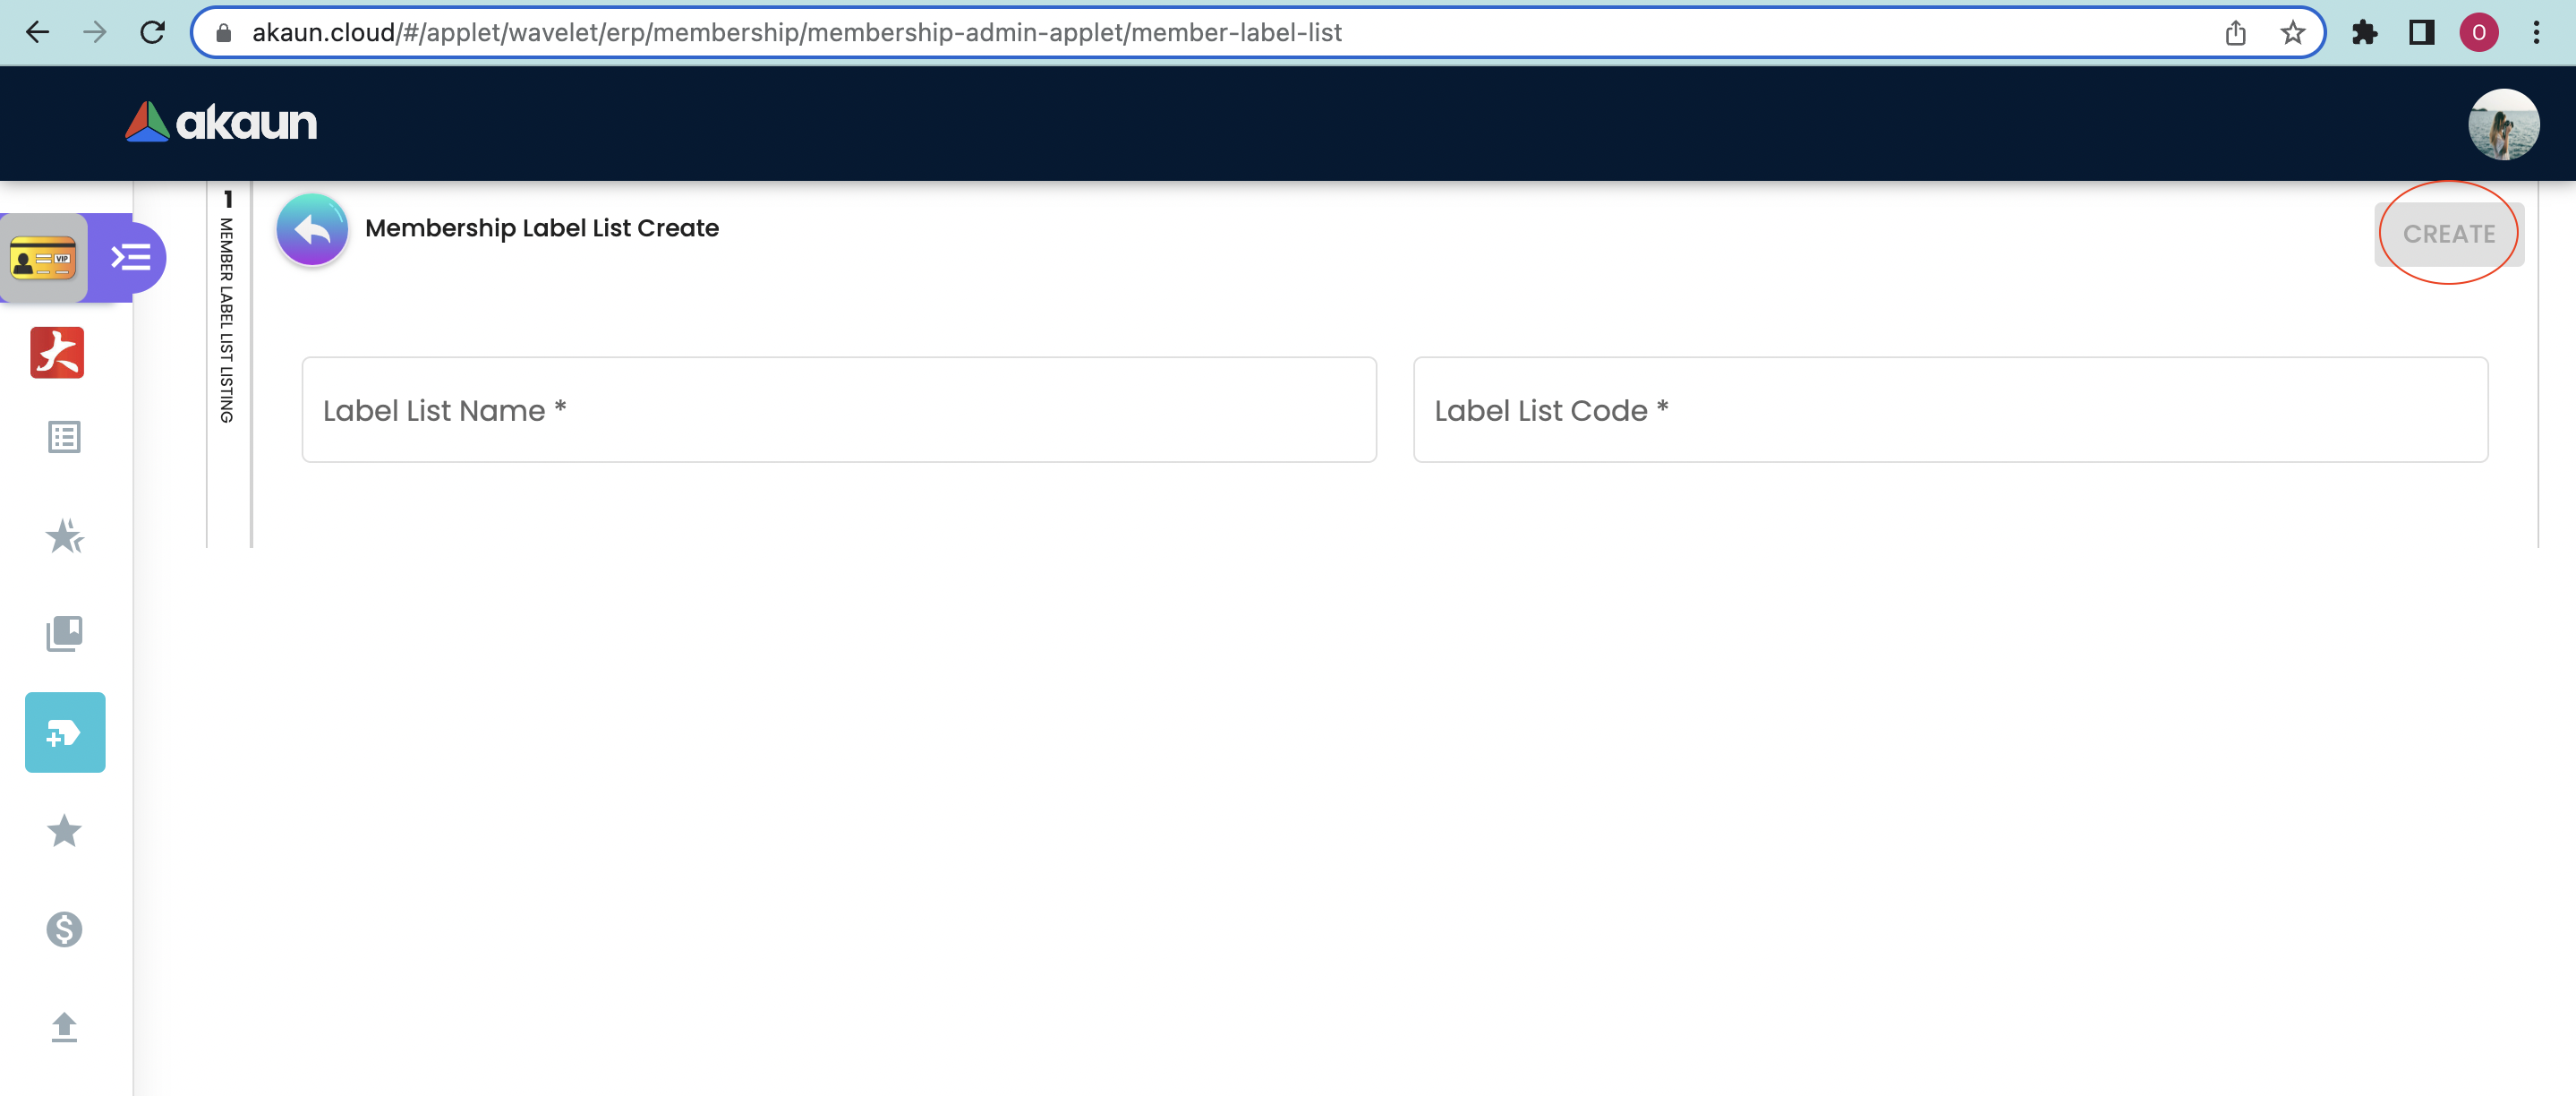 akaun.cloud/#/applet/wavelet/erp/membership/membership-admin-applet/member-label-list
O
akaun
1
MEMBER LABEL LIST LISTING
Membership Label List Create
CREATE
VIP
Label List Name *
Label List Code *